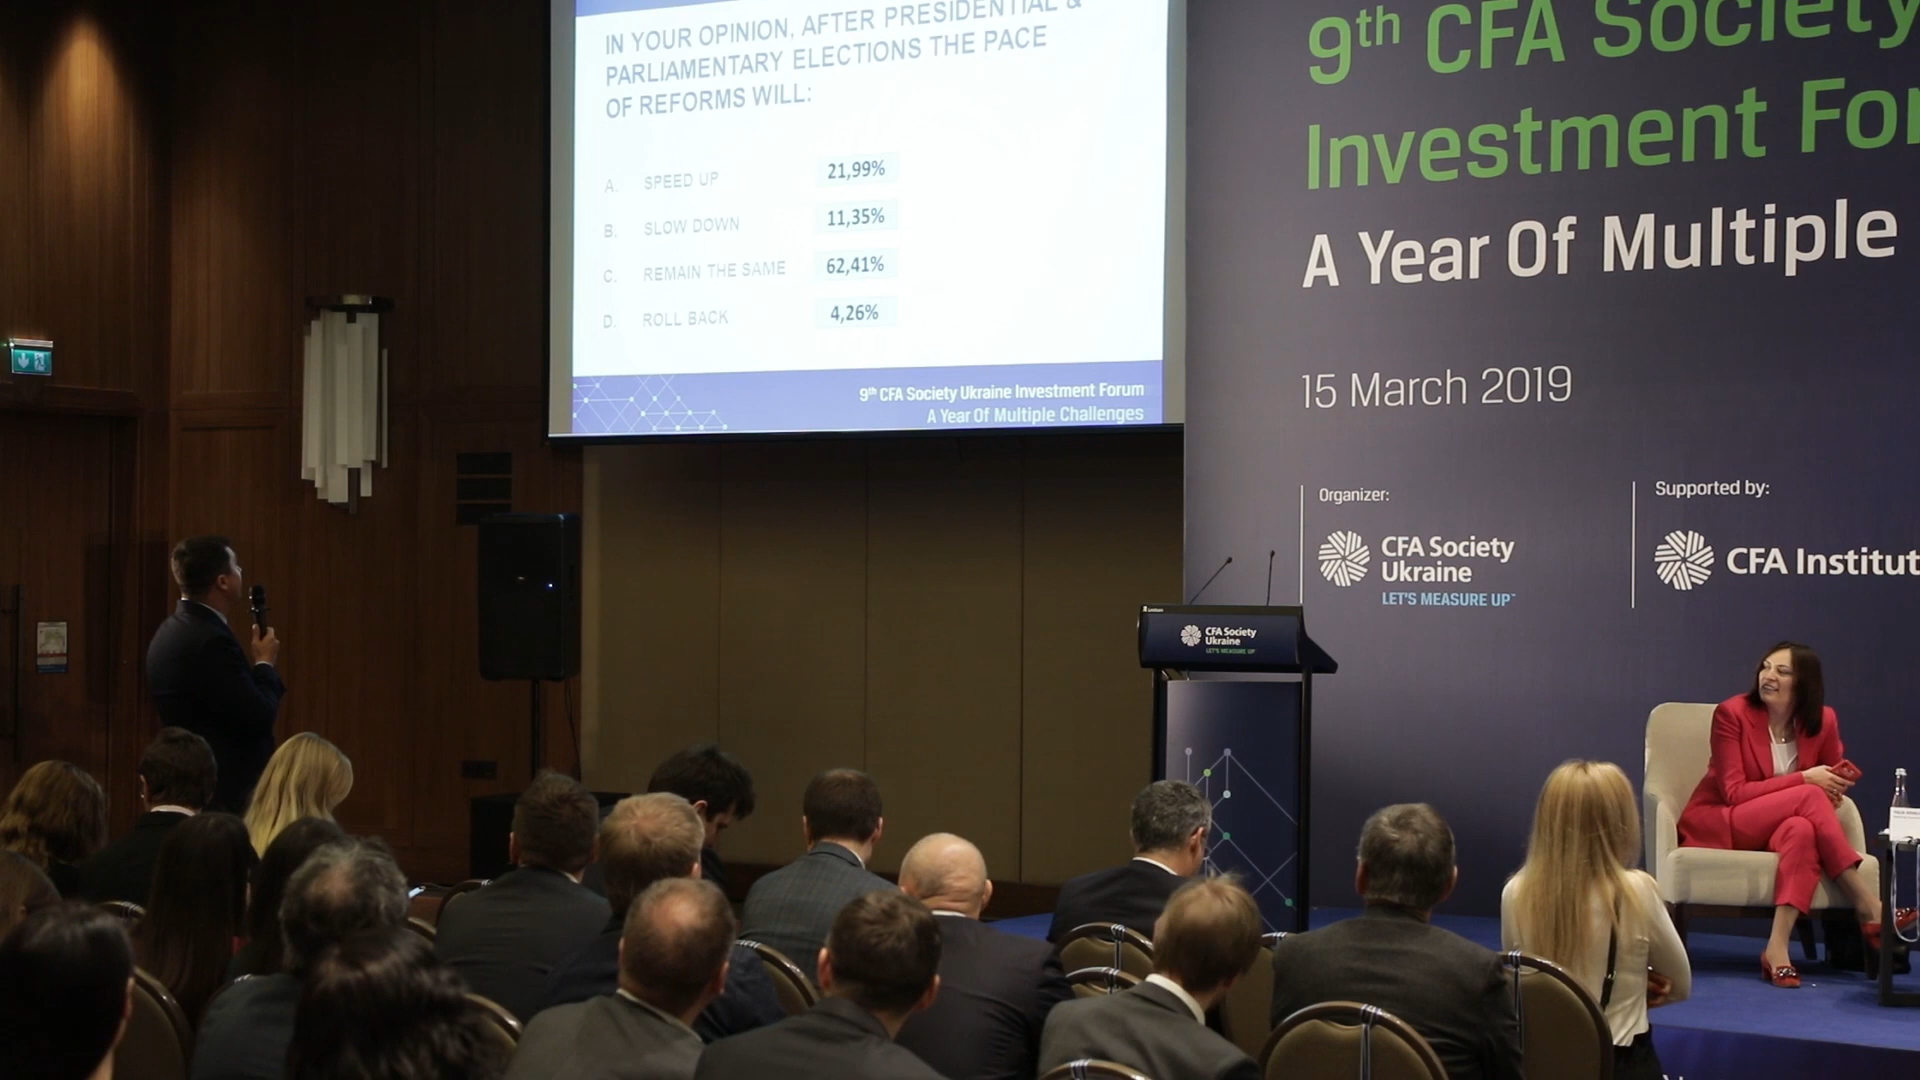 IN YOUR OPINION, AFTER PRESIDENTIAL &
PARLIAMENTARY ELECTIONS THE PACE
OF REFORMS WILL:
A. SPEED UP 21,99%
B. SLOW DOWN 11,35%
C. REMAIN THE SAME 62,41%
D. ROLL BACK 4,26%
9th CFA Society Ukraine Investment Forum
A Year Of Multiple Challenges
9th CFA Society
Investment For
A Year Of Multiple
15 March 2019
Organizer:
CFA Society
Ukraine
LET'S MEASURE UP™
Supported by:
CFA Institut
CFA Society
Ukraine
LET'S MEASURE UP